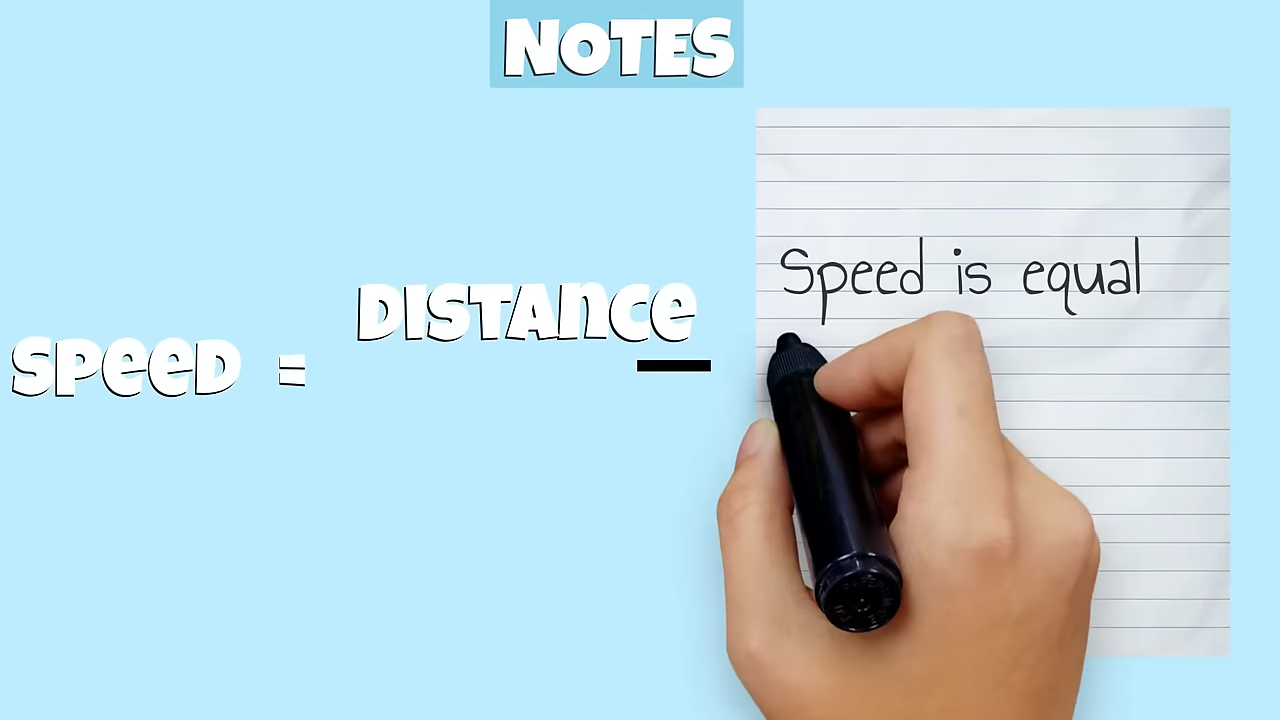 NOTES
DISTANCE
SPEED =
Speed is equal